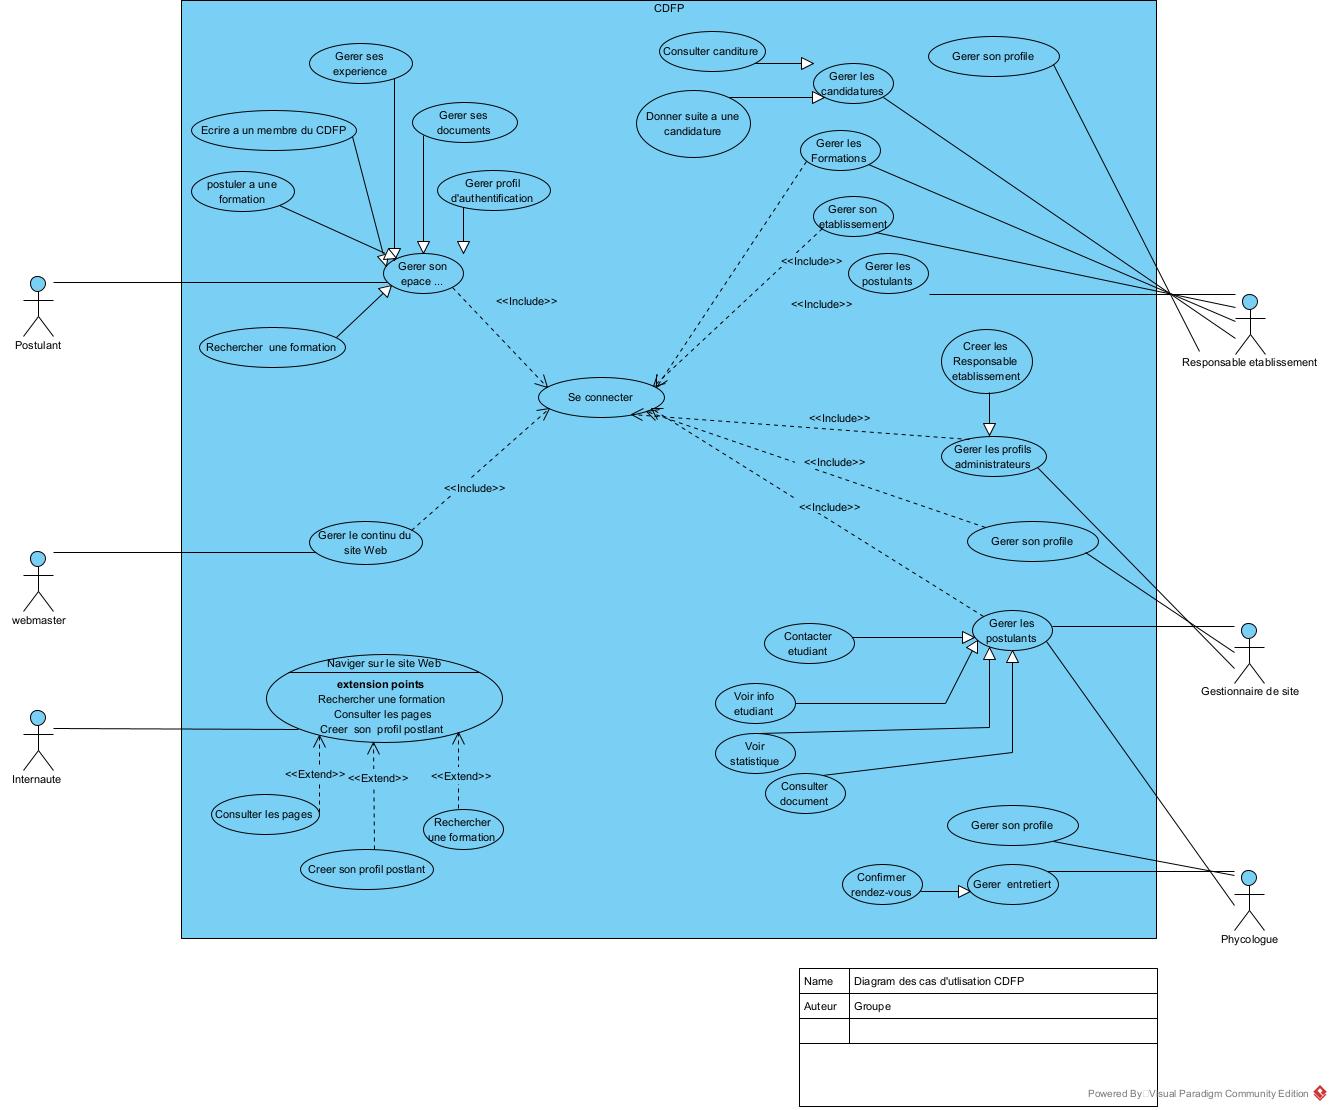 CDFP
Gerer ses
experience
Ecrire a un membre du CDFP
Gerer ses
documents
postuler a une
formation
Gerer profil
d'authentification
Gerer son
epace ...
Rechercher  une formation
Postulant
<<Include>>
Consulter canditure
Gerer les
candidatures
Donner suite a une
candidature
Gerer son profile
Gerer les
Formations
Gerer son
etablissement
<<Include>>
Gerer les
postulants
<<Include>>
Responsable etablissement
Creer les
Responsable
etablissement
Se connecter
<<Include>>
Gerer les profils
administrateurs
<<Include>>
<<Include>>
<<Include>>
Gerer son profile
Gerer le continu du
site Web
webmaster
Gerer les
postulants
Contacter
etudiant
Voir info
etudiant
Voir
statistique
Consulter
document
Gestionnaire de site
Naviger sur le site Web
extension points
Rechercher une formation
Consulter les pages
Creer  son  profil postlant
Internaute
<<Extend>>
<<Extend>>
<<Extend>>
Consulter les pages
Rechercher
une formation
Creer son profil postlant
Gerer son profile
Confirmer
rendez-vous
Gerer  entretiert
Phycologue
Name
Diagram des cas d'utlisation CDFP
Auteur
Groupe
Powered By Visual Paradigm Community Edition